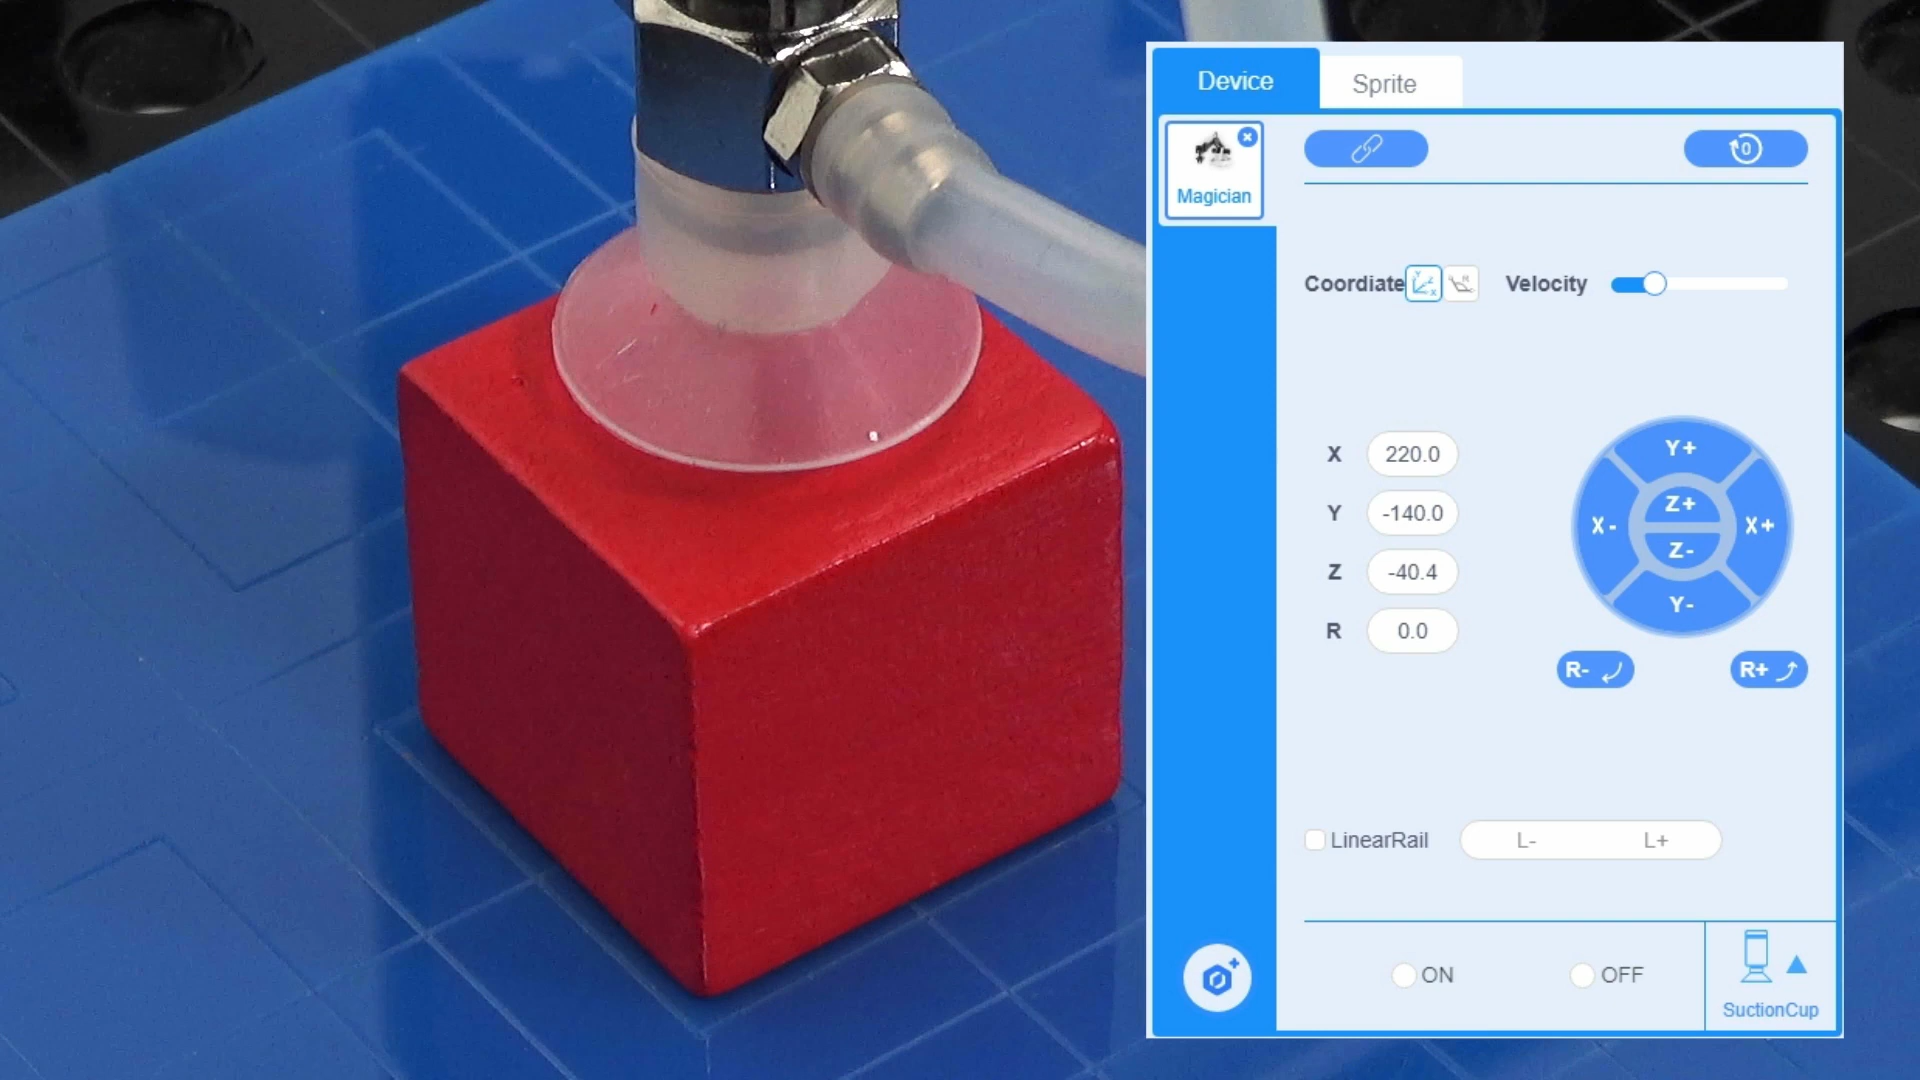 Device
Sprite
Magician
Coordiate
Velocity
X 220.0
Y -140.0
Z -40.4
R 0.0
Y+
Z+
X-
X+
Z-
Y-
R-
R+
LinearRail
L-
L+
ON
OFF
SuctionCup